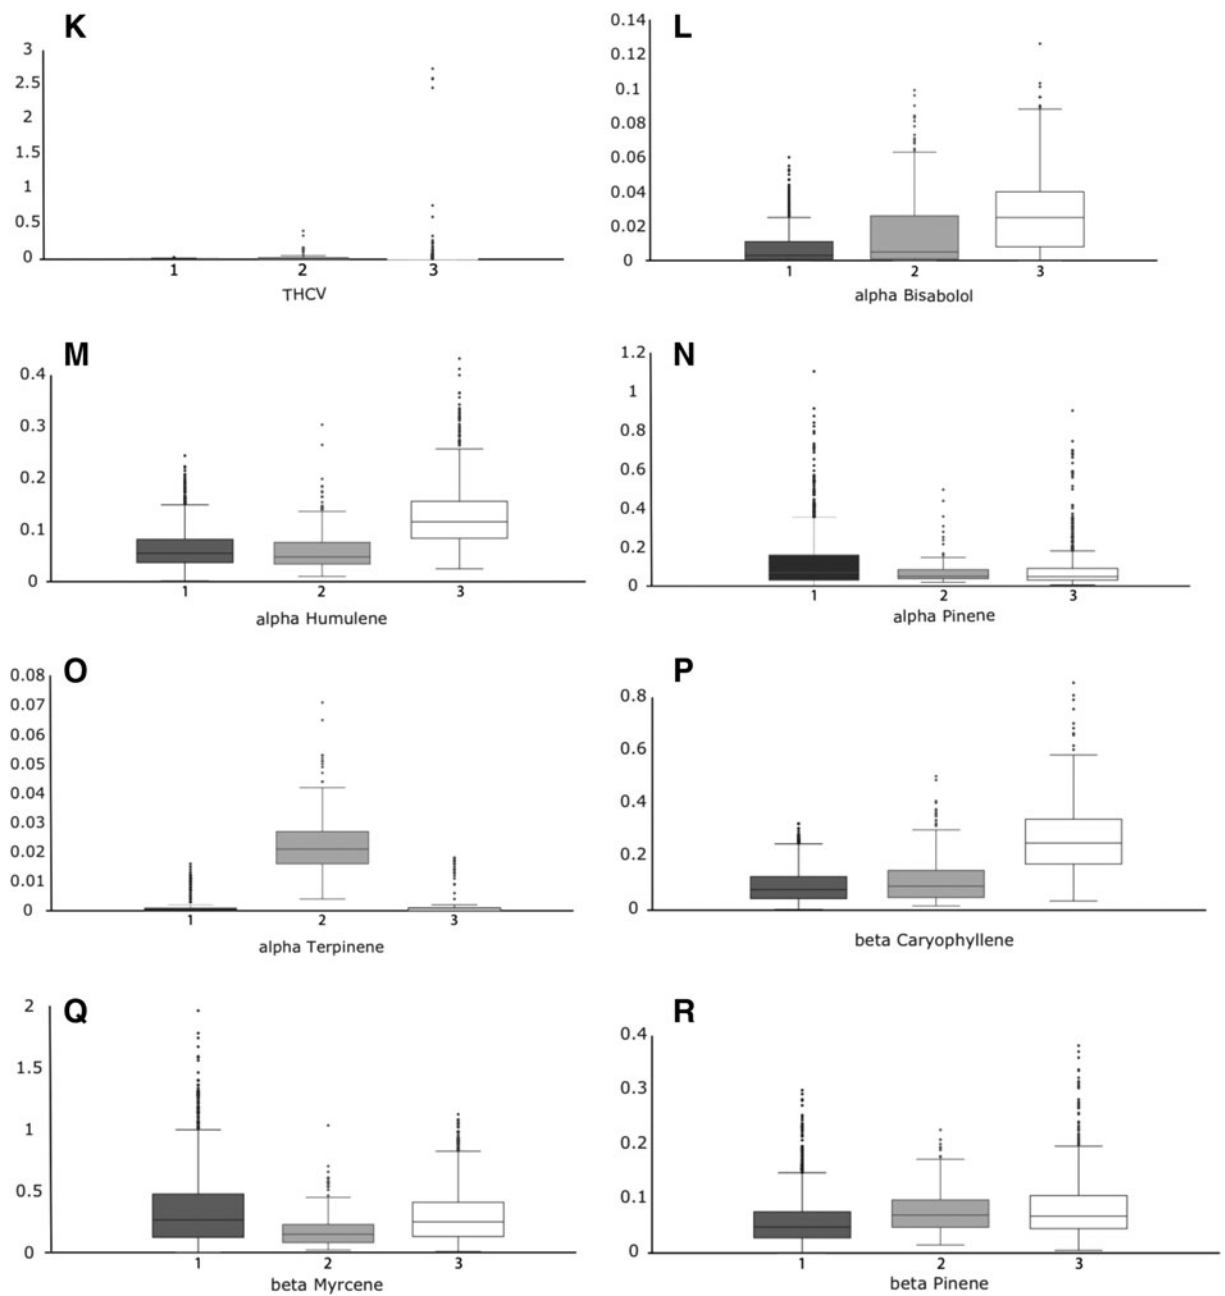 K
3
2.5
2
1.5
1
0.5
0
1 2 3
THCV
L
0.14
0.12
0.1
0.08
0.06
0.04
0.02
0
1 2 3
alpha Bisabolol
M
0.4
0.3
0.2
0.1
0
1 2 3
alpha Humulene
N
1.2
1
0.8
0.6
0.4
0.2
0
1 2 3
alpha Pinene
O
0.08
0.07
0.06
0.05
0.04
0.03
0.02
0.01
0
1 2 3
alpha Terpinene
P
0.8
0.6
0.4
0.2
0
1 2 3
beta Caryophyllene
Q
2
1.5
1
0.5
0
1 2 3
beta Myrcene
R
0.4
0.3
0.2
0.1
0
1 2 3
beta Pinene